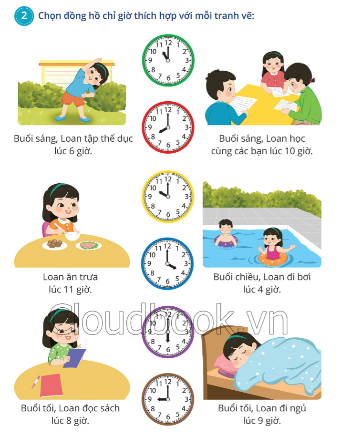 2 Chọn đồng hồ chỉ giờ thích hợp với mỗi tranh vẽ:
Buổi sáng, Loan tập thể dục
lúc 6 giờ.
Buổi sáng, Loan học
cùng các bạn lúc 10 giờ.
Loan ăn trưa
lúc 11 giờ.
Buổi chiều, Loan đi bơi
lúc 4 giờ.
Cloudbook.vn
Buổi tối, Loan đọc sách
lúc 8 giờ.
Buổi tối, Loan đi ngủ
lúc 9 giờ.